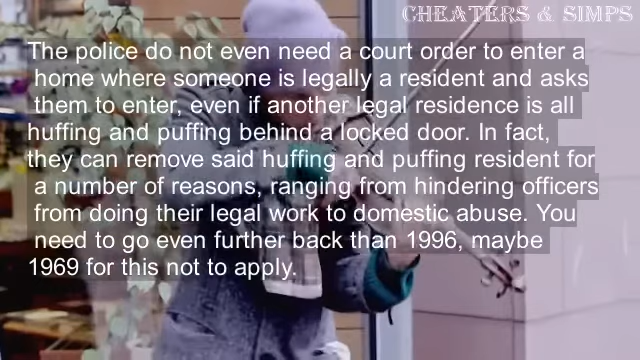 CHEATERS & SIMPS
The police do not even need a court order to enter a
home where someone is legally a resident and asks
them to enter, even if another legal residence is all
huffing and puffing behind a locked door. In fact,
they can remove said huffing and puffing resident for
a number of reasons, ranging from hindering officers
from doing their legal work to domestic abuse. You
need to go even further back than 1996, maybe
1969 for this not to apply.